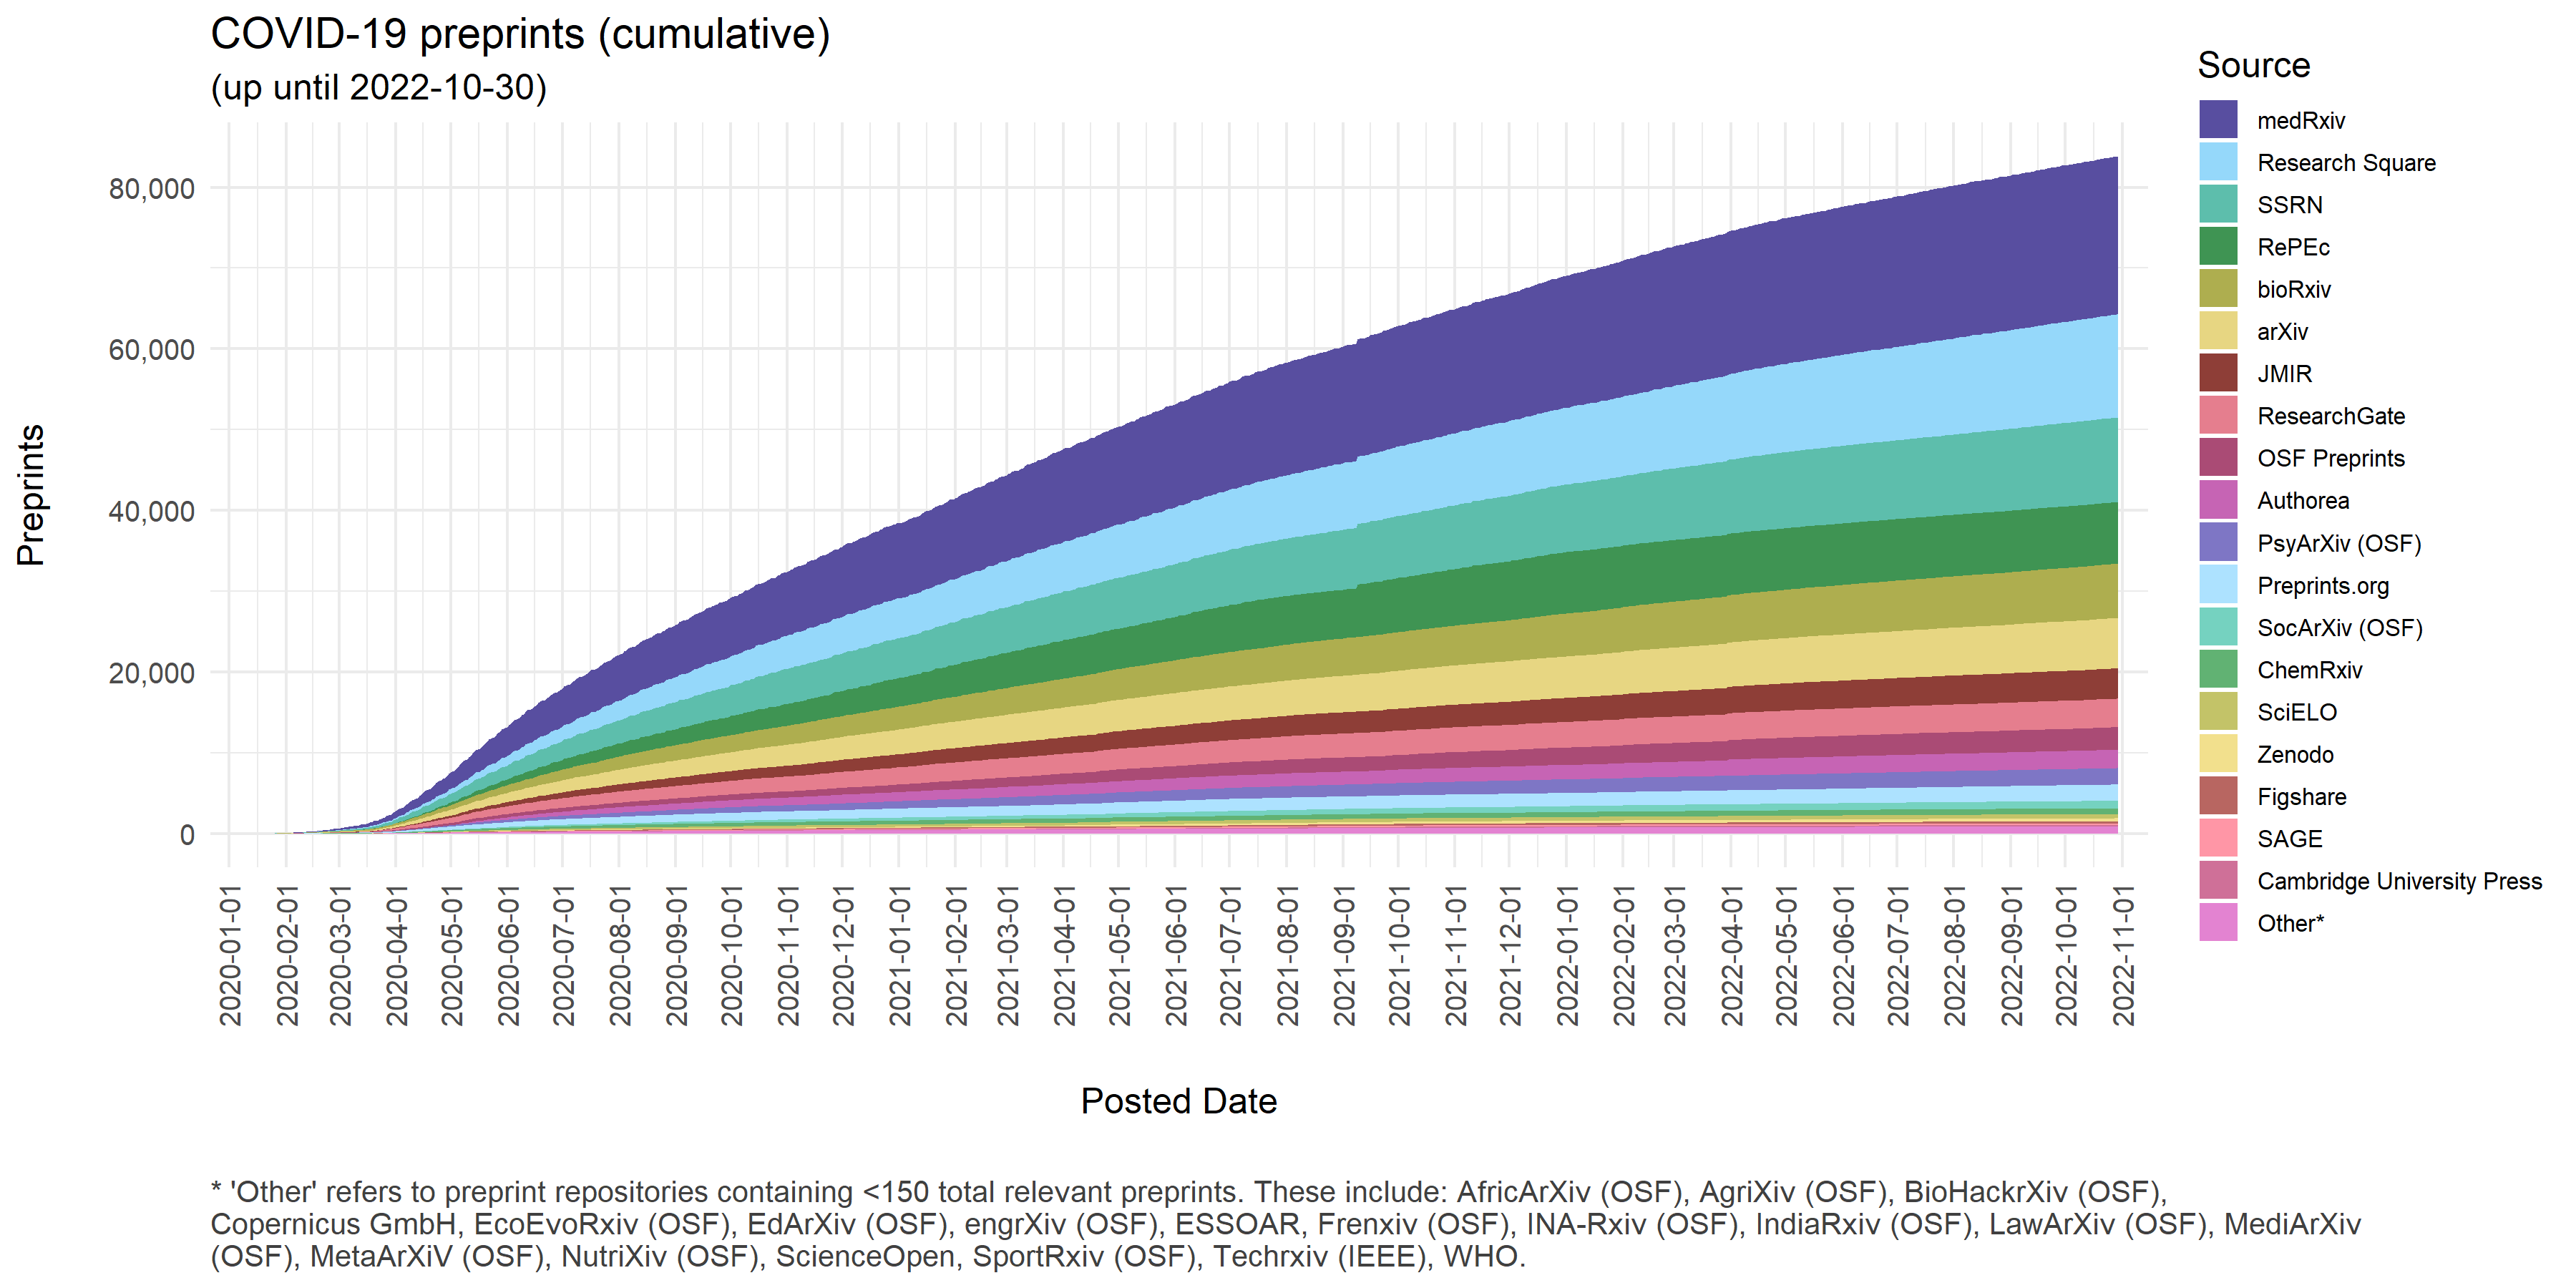 COVID-19 preprints (cumulative)
(up until 2022-10-30)
Preprints
80,000
60,000
40,000
20,000
0
2020-01-01
2020-02-01
2020-03-01
2020-04-01
2020-05-01
2020-06-01
2020-07-01
2020-08-01
2020-09-01
2020-10-01
2020-11-01
2020-12-01
2021-01-01
2021-02-01
2021-03-01
2021-04-01
2021-05-01
2021-06-01
2021-07-01
2021-08-01
2021-09-01
2021-10-01
2021-11-01
2021-12-01
2022-01-01
2022-02-01
2022-03-01
2022-04-01
2022-05-01
2022-06-01
2022-07-01
2022-08-01
2022-09-01
2022-10-01
2022-11-01
Posted Date
Source
medRxiv
Research Square
SSRN
RePEc
bioRxiv
arXiv
JMIR
ResearchGate
OSF Preprints
Authorea
PsyArXiv (OSF)
Preprints.org
SocArXiv (OSF)
ChemRxiv
SciELO
Zenodo
Figshare
SAGE
Cambridge University Press
Other*
* 'Other' refers to preprint repositories containing <150 total relevant preprints. These include: AfricArXiv (OSF), AgriXiv (OSF), BioHackrXiv (OSF),
Copernicus GmbH, EcoEvoRxiv (OSF), EdArXiv (OSF), engrXiv (OSF), ESSOAR, Frenxiv (OSF), INA-Rxiv (OSF), IndiaRxiv (OSF), LawArXiv (OSF), MediArXiv
(OSF), MetaArXiV (OSF), NutriXiv (OSF), ScienceOpen, SportRxiv (OSF), Techrxiv (IEEE), WHO.